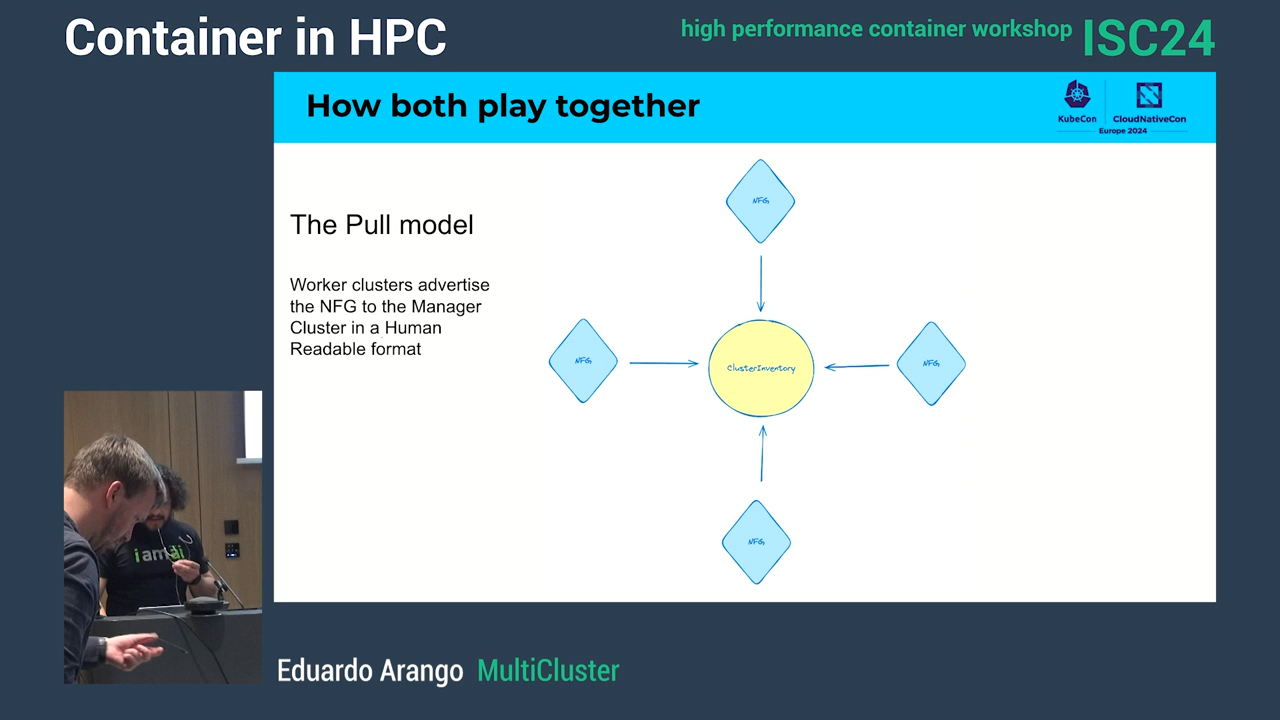 Container in HPC
high performance container workshop ISC24
How both play together
KubeCon
CloudNativeCon
Europe 2024
The Pull model
Worker clusters advertise
the NFG to the Manager
Cluster in a Human
Readable format
NFG
NFG
ClusterInventory
NFG
NFG
i am ai
Eduardo Arango MultiCluster